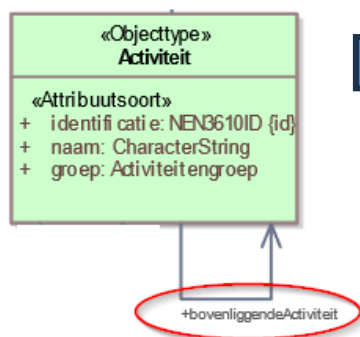 «Objecttype»
Activiteit
«Attribuutsoort»
+ identificatie: NEN3610ID {id}
+ naam: CharacterString
+ groep: Activiteitengroep
+bovenliggendeActiviteit